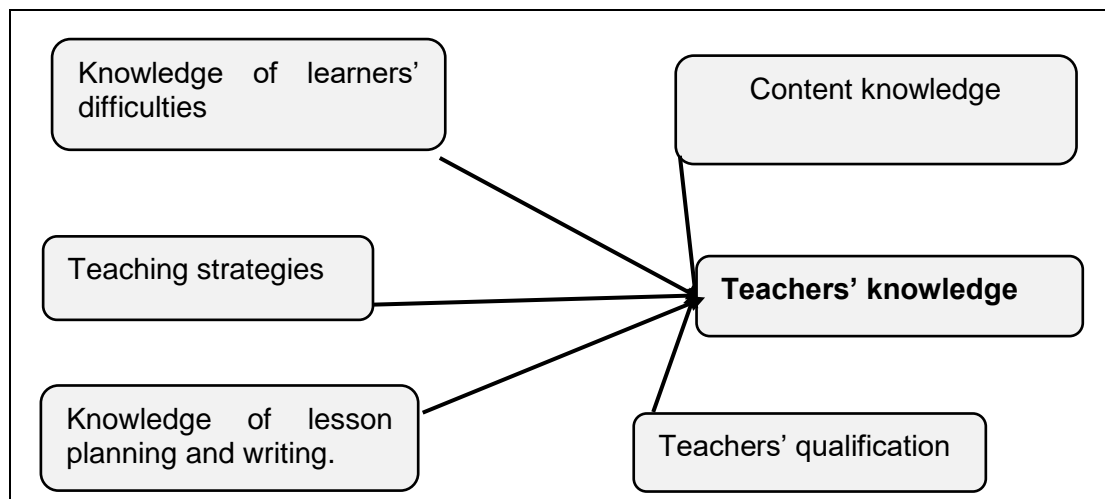 Knowledge of learners’
difficulties
Content knowledge
Teaching strategies
Teachers’ knowledge
Knowledge of lesson
planning and writing.
Teachers’ qualification